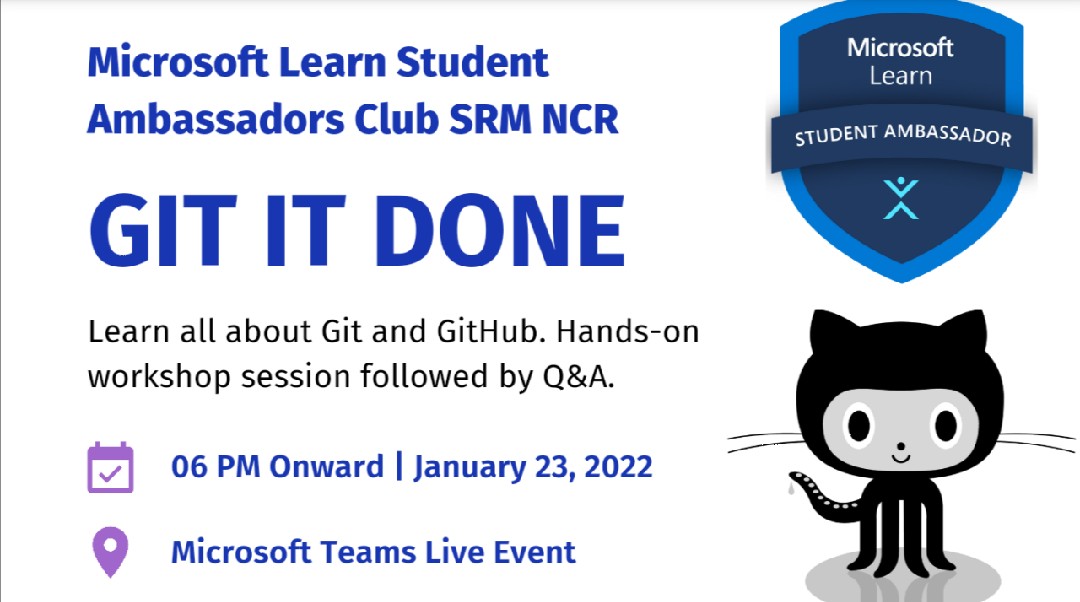 Microsoft Learn Student
Ambassadors Club SRM NCR
GIT IT DONE
Learn all about Git and GitHub. Hands-on
workshop session followed by Q&A.
06 PM Onward | January 23, 2022
Microsoft Teams Live Event
Microsoft
Learn
STUDENT AMBASSADOR